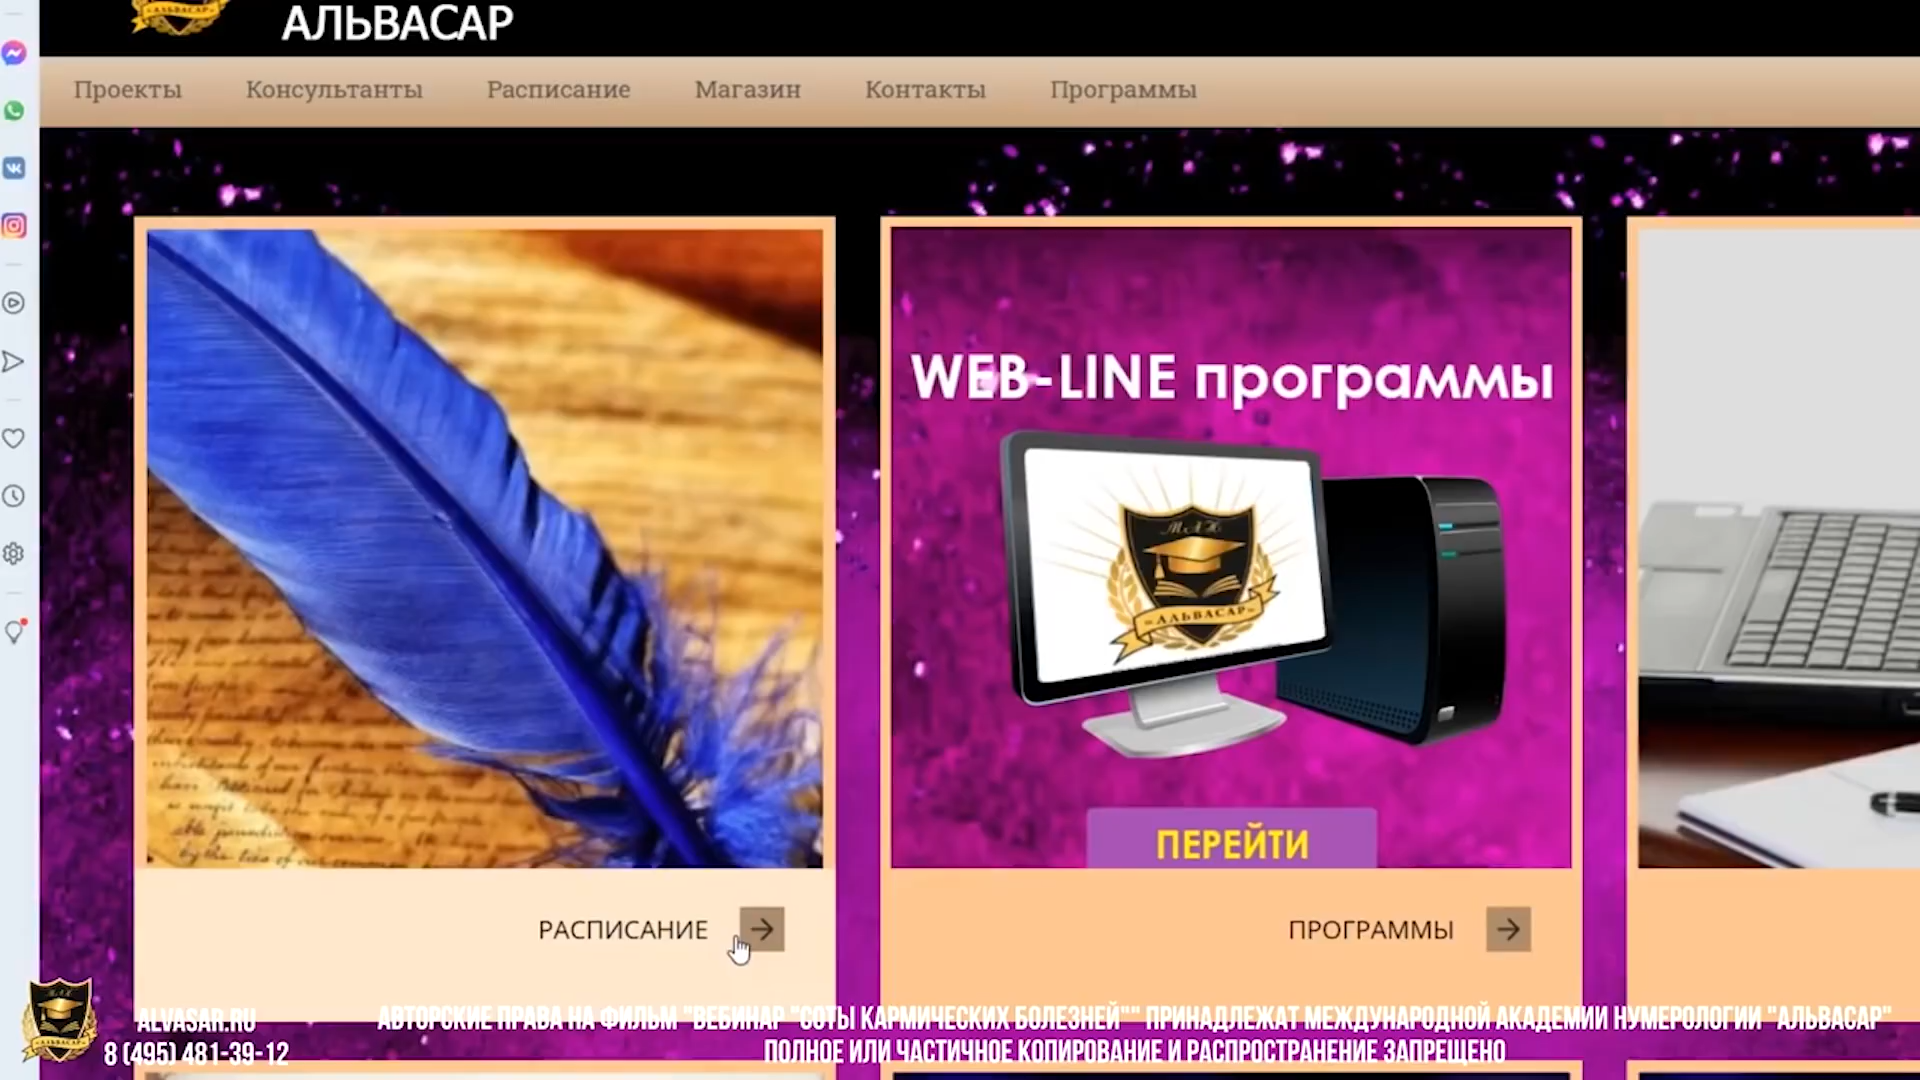 АЛЬВАСАР
Проекты Консультанты Расписание Магазин Контакты Программы
WEB-LINE программы
МАН
"АЛЬВАСАР"
ПЕРЕЙТИ
РАСПИСАНИЕ
ПРОГРАММЫ
ALVASAR.RU
8 (495) 481-39-12
АВТОРСКИЕ ПРАВА НА ФИЛЬМ "ВЕБИНАР "СОТЫ КАРМИЧЕСКИХ БОЛЕЗНЕЙ"" ПРИНАДЛЕЖАТ МЕЖДУНАРОДНОЙ АКАДЕМИИ НУМЕРОЛОГИИ "АЛЬВАСАР"
ПОЛНОЕ ИЛИ ЧАСТИЧНОЕ КОПИРОВАНИЕ И РАСПРОСТРАНЕНИЕ ЗАПРЕЩЕНО